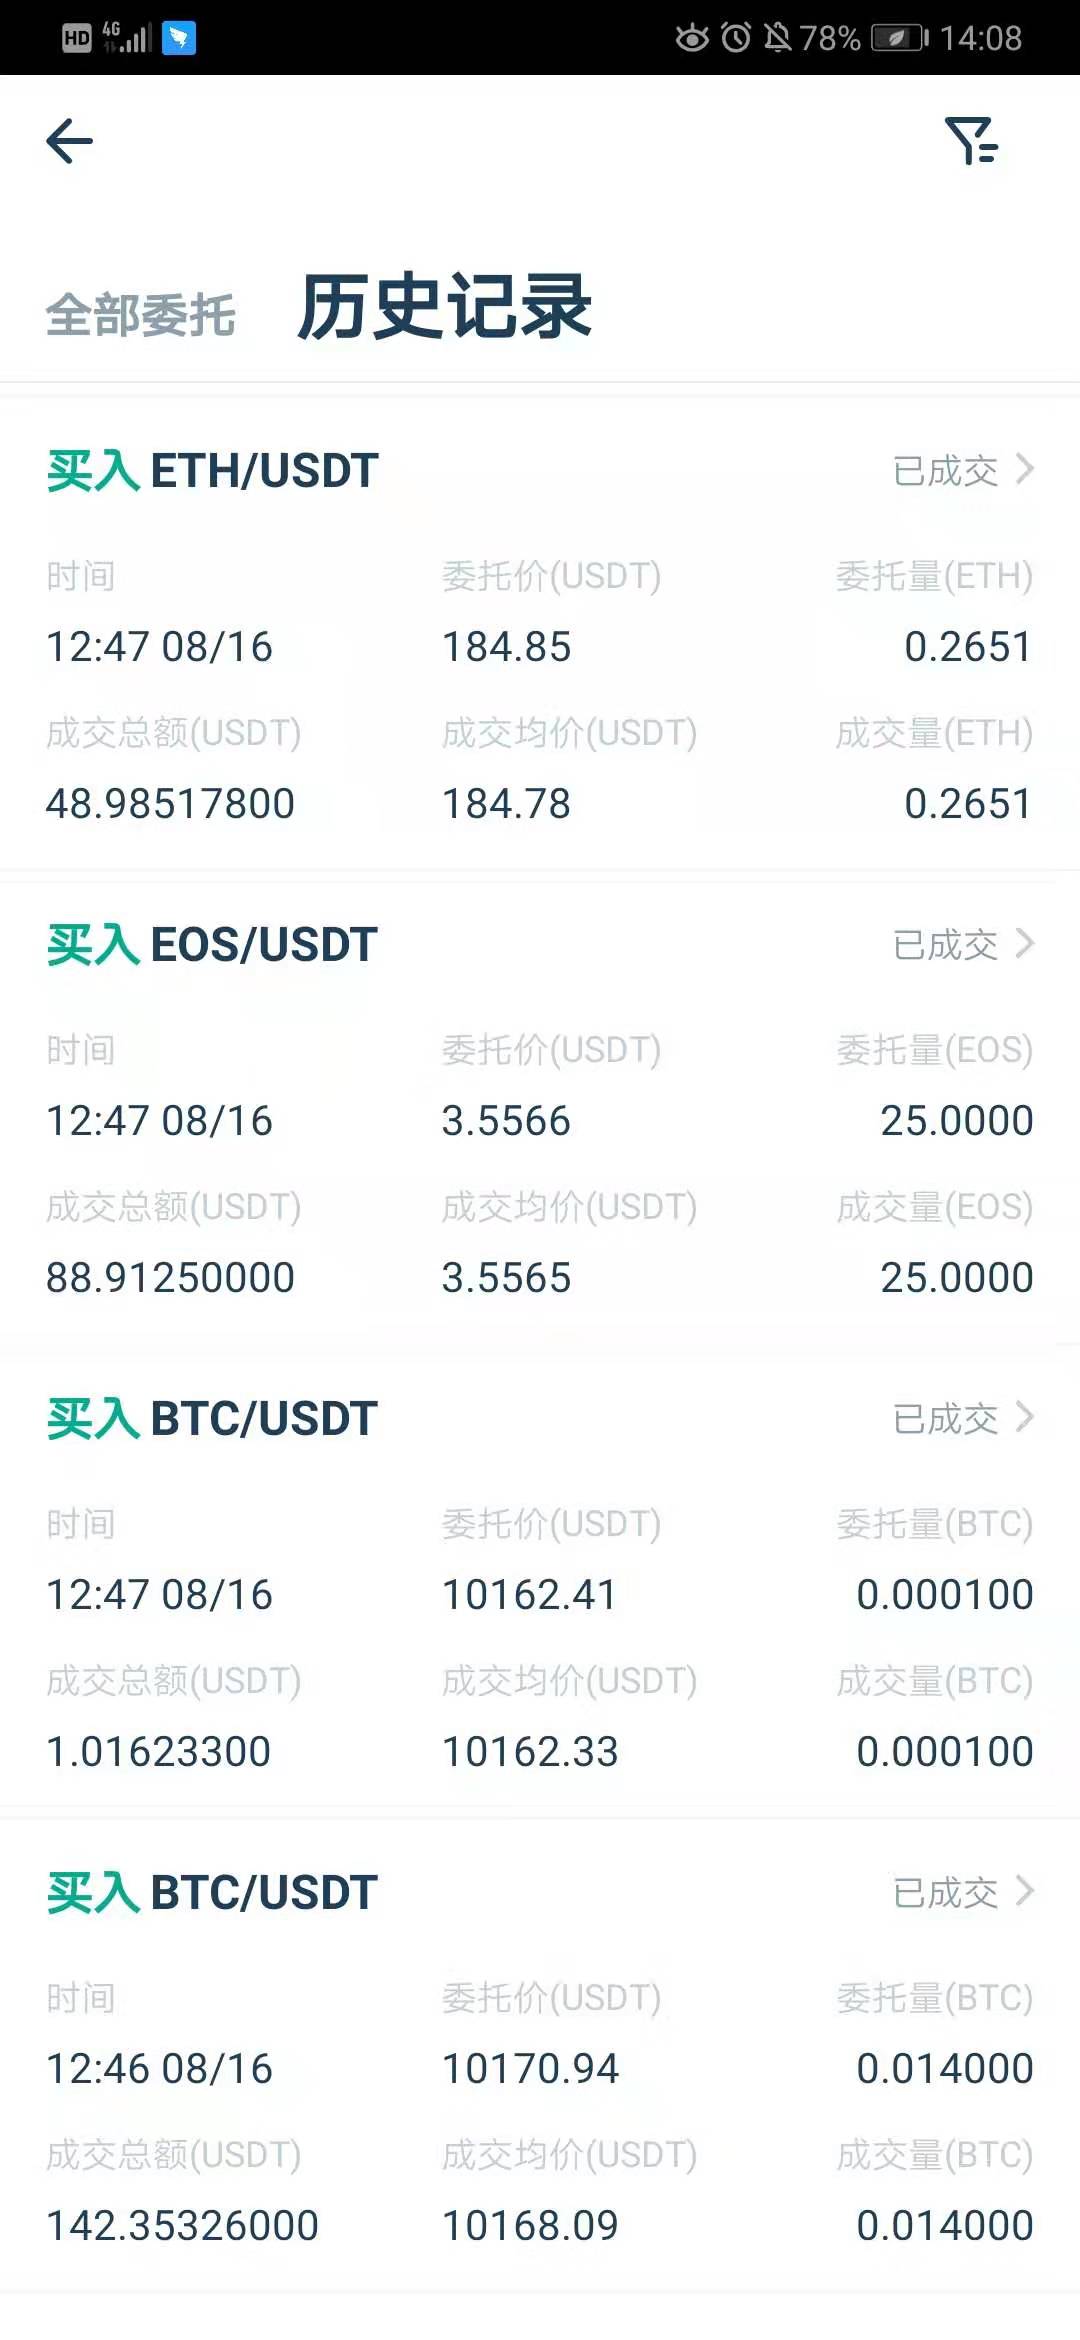 HD 4G 78% 14:08
全部委托 历史记录
买入 ETH/USDT 已成交
时间 委托价(USDT) 委托量(ETH)
12:47 08/16 184.85 0.2651
成交总额(USDT) 成交均价(USDT) 成交量(ETH)
48.98517800 184.78 0.2651
买入 EOS/USDT 已成交
时间 委托价(USDT) 委托量(EOS)
12:47 08/16 3.5566 25.0000
成交总额(USDT) 成交均价(USDT) 成交量(EOS)
88.91250000 3.5565 25.0000
买入 BTC/USDT 已成交
时间 委托价(USDT) 委托量(BTC)
12:47 08/16 10162.41 0.000100
成交总额(USDT) 成交均价(USDT) 成交量(BTC)
1.01623300 10162.33 0.000100
买入 BTC/USDT 已成交
时间 委托价(USDT) 委托量(BTC)
12:46 08/16 10170.94 0.014000
成交总额(USDT) 成交均价(USDT) 成交量(BTC)
142.35326000 10168.09 0.014000